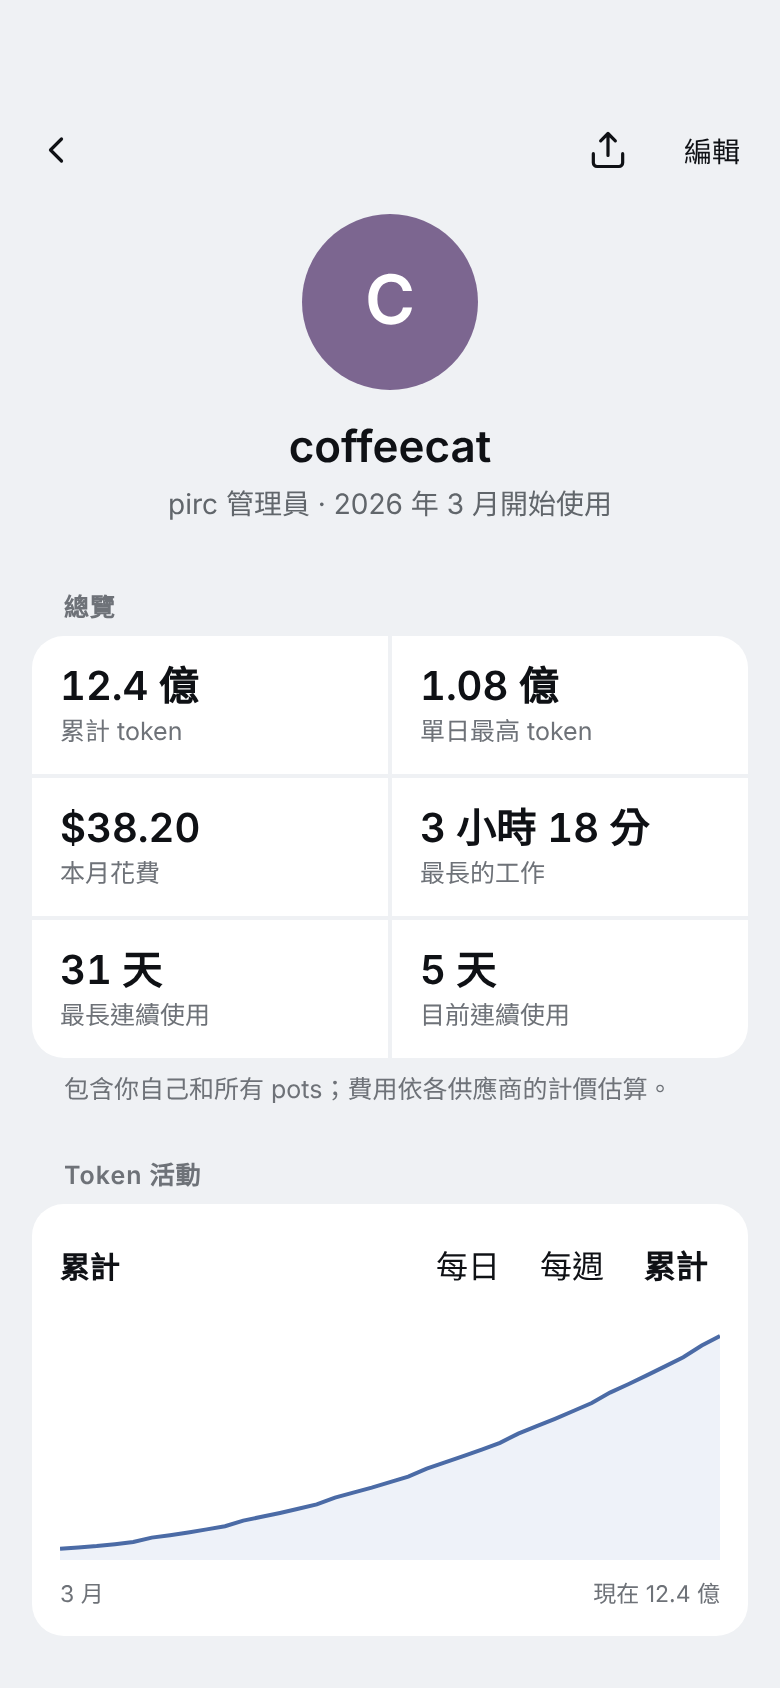 編輯
C
coffeecat
pirc 管理員 · 2026 年 3 月開始使用
總覽
12.4 億
累計 token
1.08 億
單日最高 token
$38.20
本月花費
3 小時 18 分
最長的工作
31 天
最長連續使用
5 天
目前連續使用
包含你自己和所有 pots；費用依各供應商的計價估算。
Token 活動
累計 每日 每週 累計
3 月 現在 12.4 億